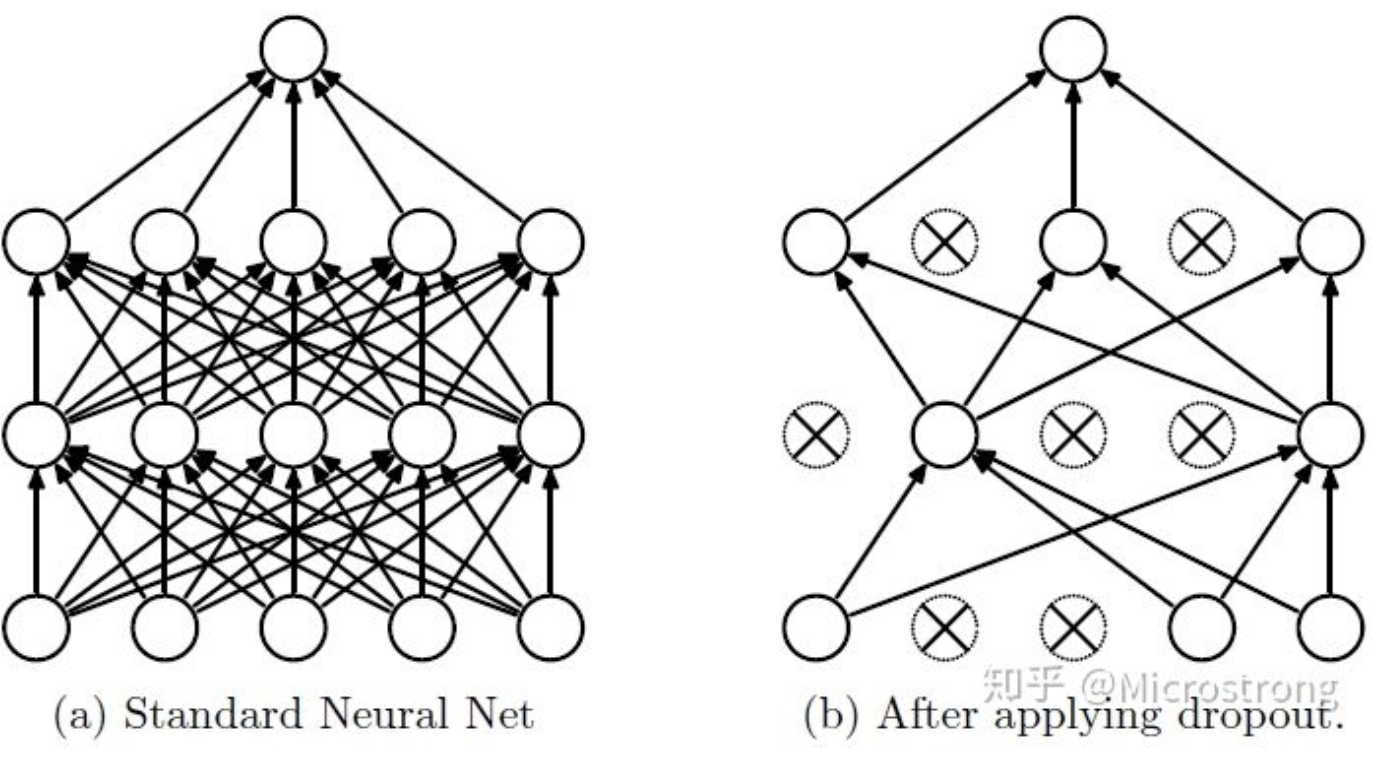 (a) Standard Neural Net
(b) After applying dropout.
知乎 @Microstrong